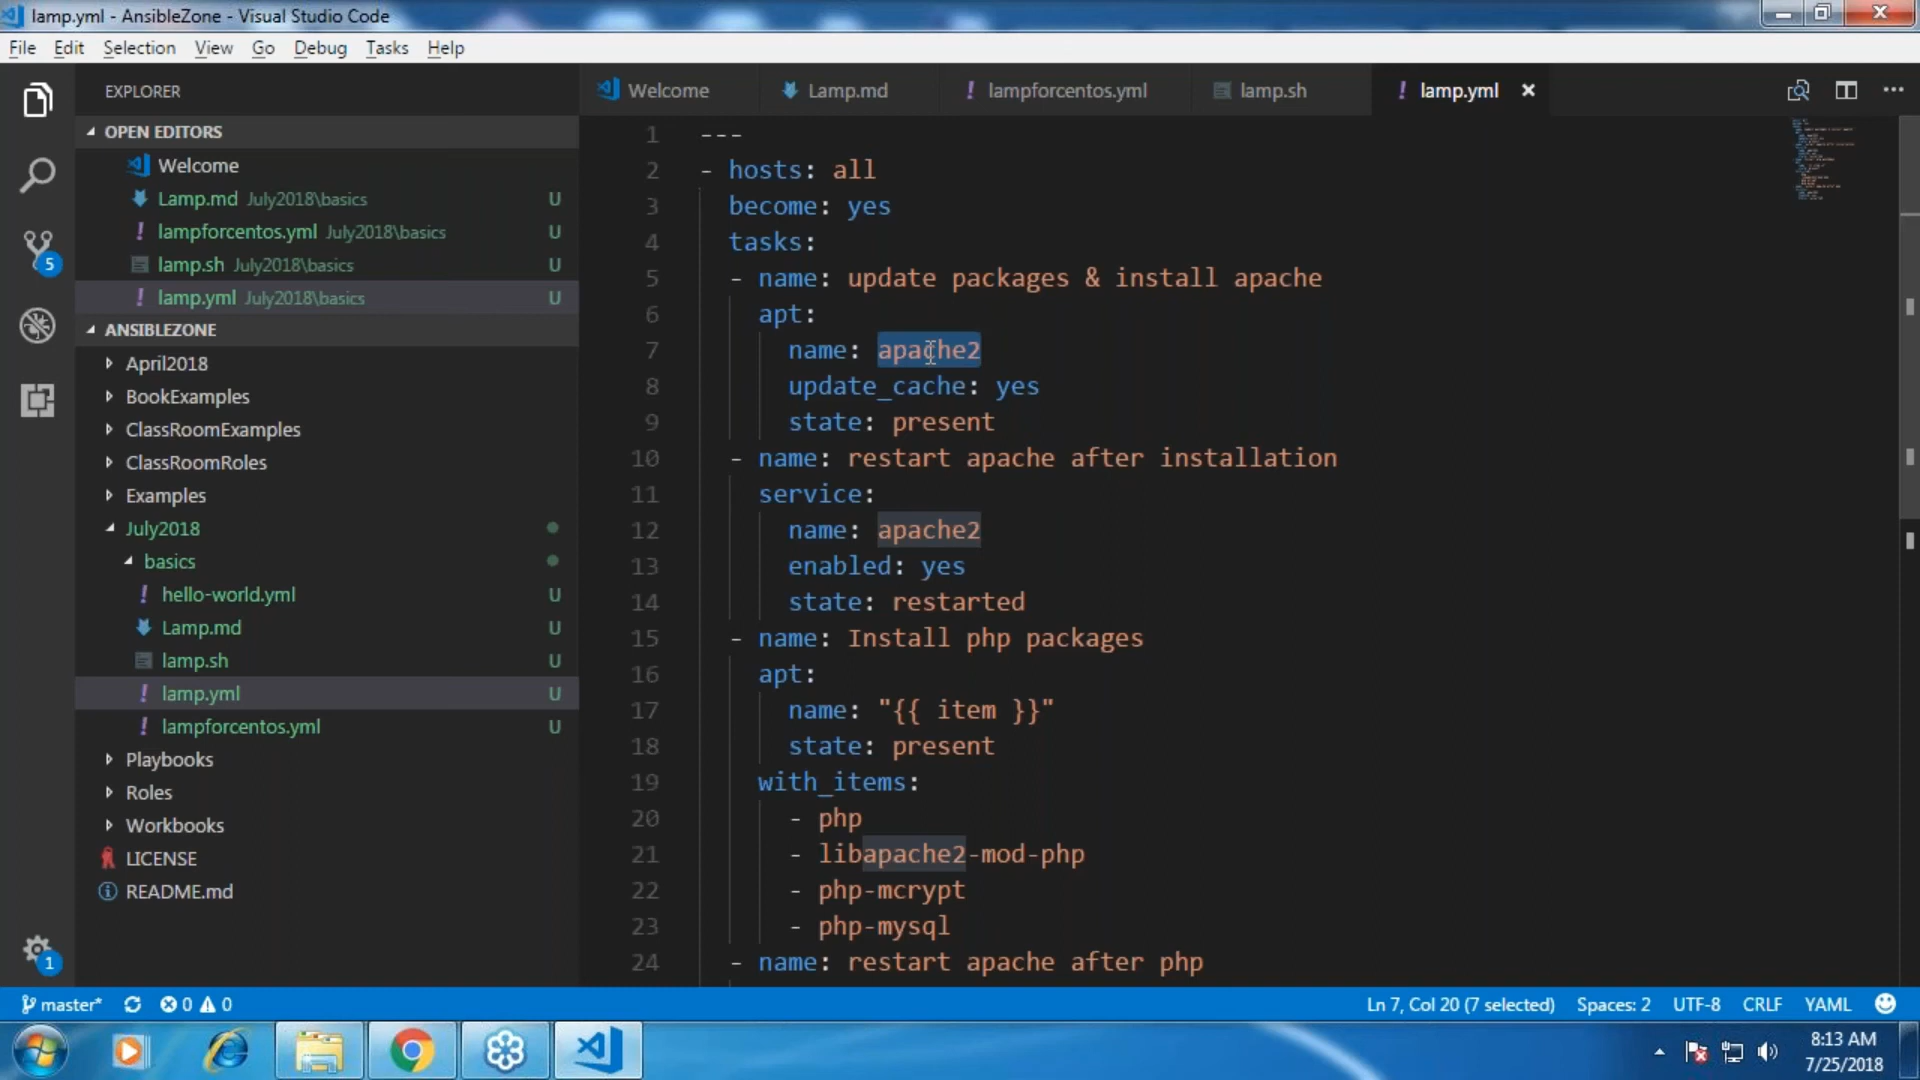 lamp.yml - AnsibleZone - Visual Studio Code
File Edit Selection View Go Debug Tasks Help
EXPLORER
OPEN EDITORS
Welcome
Lamp.md July2018\basics U
lampforcentos.yml July2018\basics U
lamp.sh July2018\basics U
lamp.yml July2018\basics U
ANSIBLEZONE
April2018
BookExamples
ClassRoomExamples
ClassRoomRoles
Examples
July2018
basics
hello-world.yml U
Lamp.md U
lamp.sh U
lamp.yml U
lampforcentos.yml U
Playbooks
Roles
Workbooks
LICENSE
README.md
5
1
Welcome Lamp.md lampforcentos.yml lamp.sh lamp.yml
1 ---
2 - hosts: all
3 become: yes
4 tasks:
5 - name: update packages & install apache
6 apt:
7 name: apache2
8 update_cache: yes
9 state: present
10 - name: restart apache after installation
11 service:
12 name: apache2
13 enabled: yes
14 state: restarted
15 - name: Install php packages
16 apt:
17 name: "{{ item }}"
18 state: present
19 with_items:
20 - php
21 - libapache2-mod-php
22 - php-mcrypt
23 - php-mysql
24 - name: restart apache after php
master* 0 0 Ln 7, Col 20 (7 selected) Spaces: 2 UTF-8 CRLF YAML
8:13 AM
7/25/2018